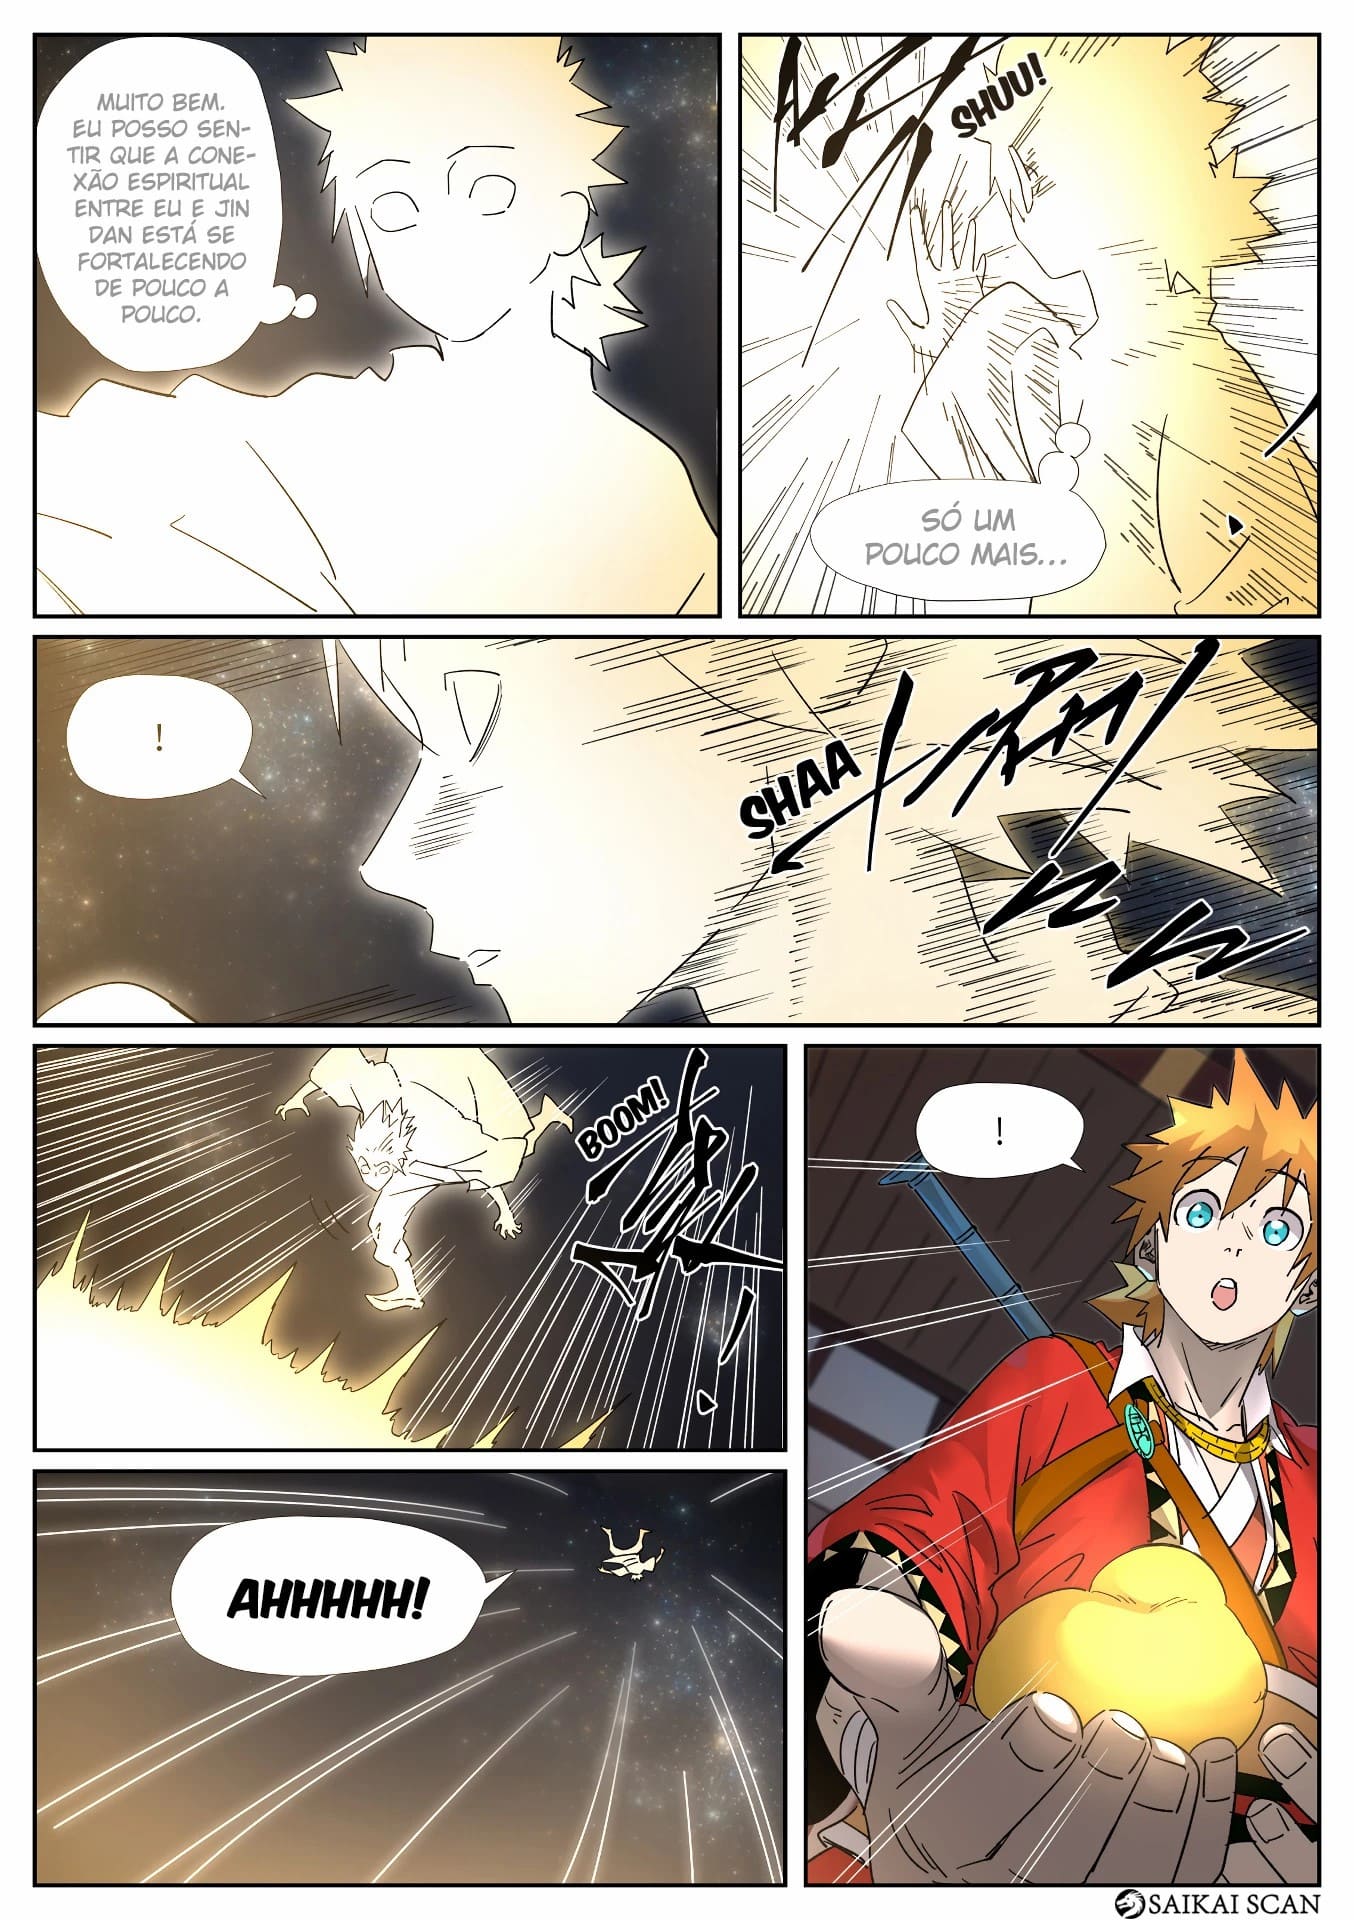 MUITO BEM.
EU POSSO SEN-
TIR QUE A CONE-
XÃO ESPIRITUAL
ENTRE EU E JIN
DAN ESTÁ SE
FORTALECENDO
DE POUCO A
POUCO.
SHUU!
SÓ UM
POUCO MAIS...
!
SHAA
BOOM!
!
AHHHHH!
SAIKAI SCAN